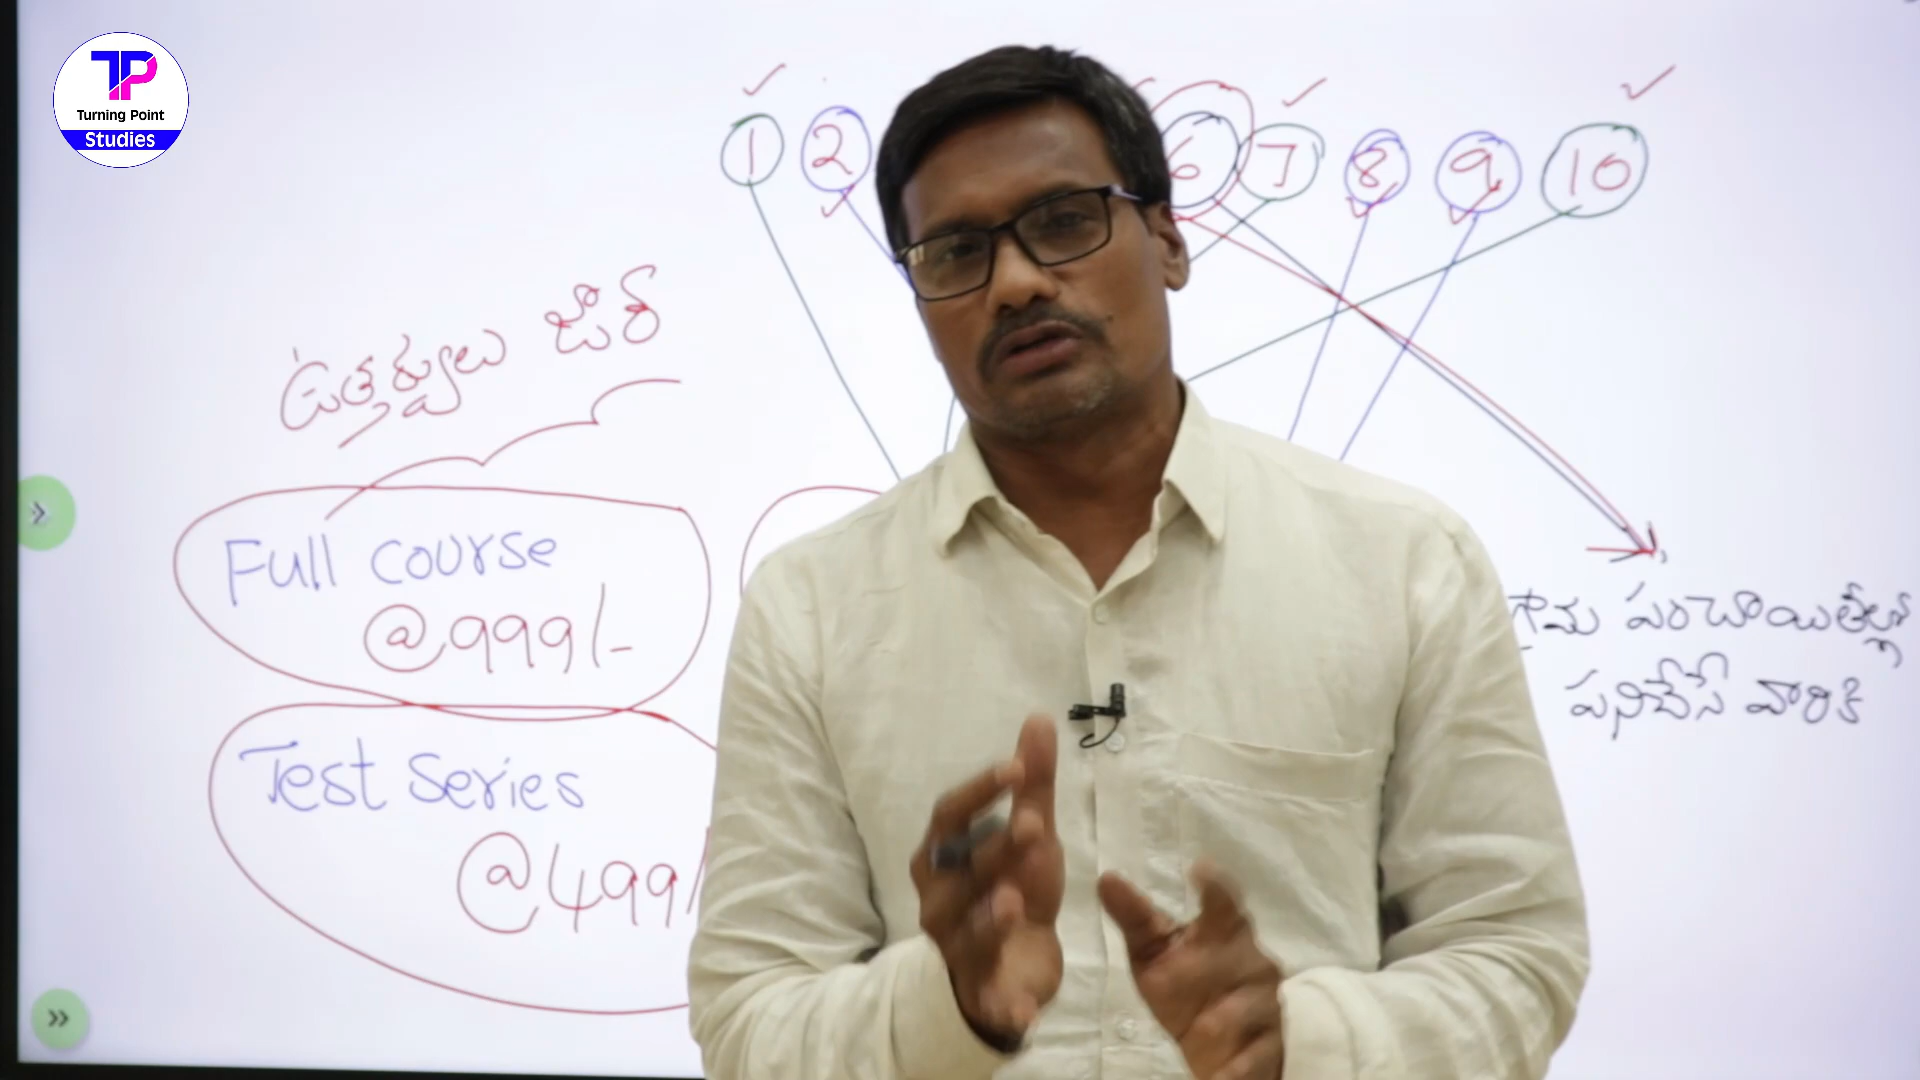 TP
Turning Point
Studies
1 2 6 7 8 9 10
ఉత్తర్వులు జారీ
Full course
@999/-
Test Series
@499/
గ్రామ పంచాయితీల్లో
పనిచేసే వారికి